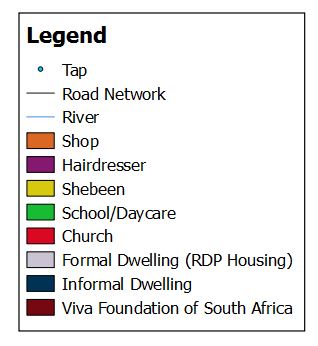 Legend
Tap
Road Network
River
Shop
Hairdresser
Shebeen
School/Daycare
Church
Formal Dwelling (RDP Housing)
Informal Dwelling
Viva Foundation of South Africa